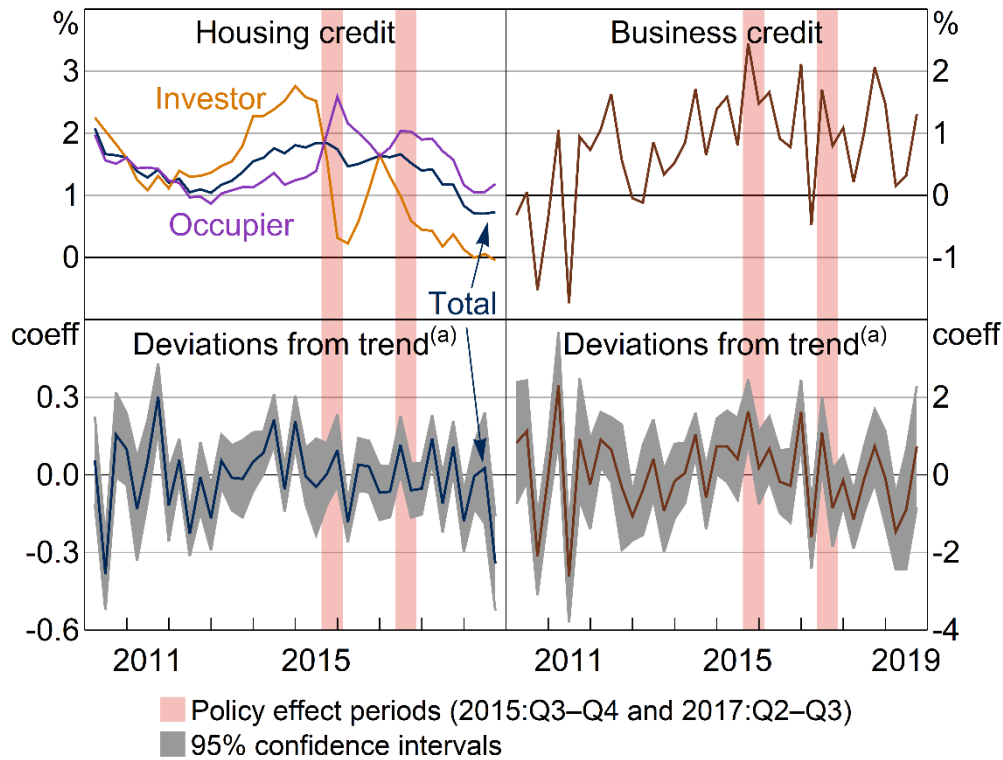 % Housing credit Business credit %
3 2
Investor
2 1
1 0
Occupier
0 -1
Total
coeff Deviations from trend(a) Deviations from trend(a) coeff
0.3 2
0.0 0
-0.3 -2
-0.6 -4
2011 2015 2011 2015 2019
Policy effect periods (2015:Q3–Q4 and 2017:Q2–Q3)
95% confidence intervals